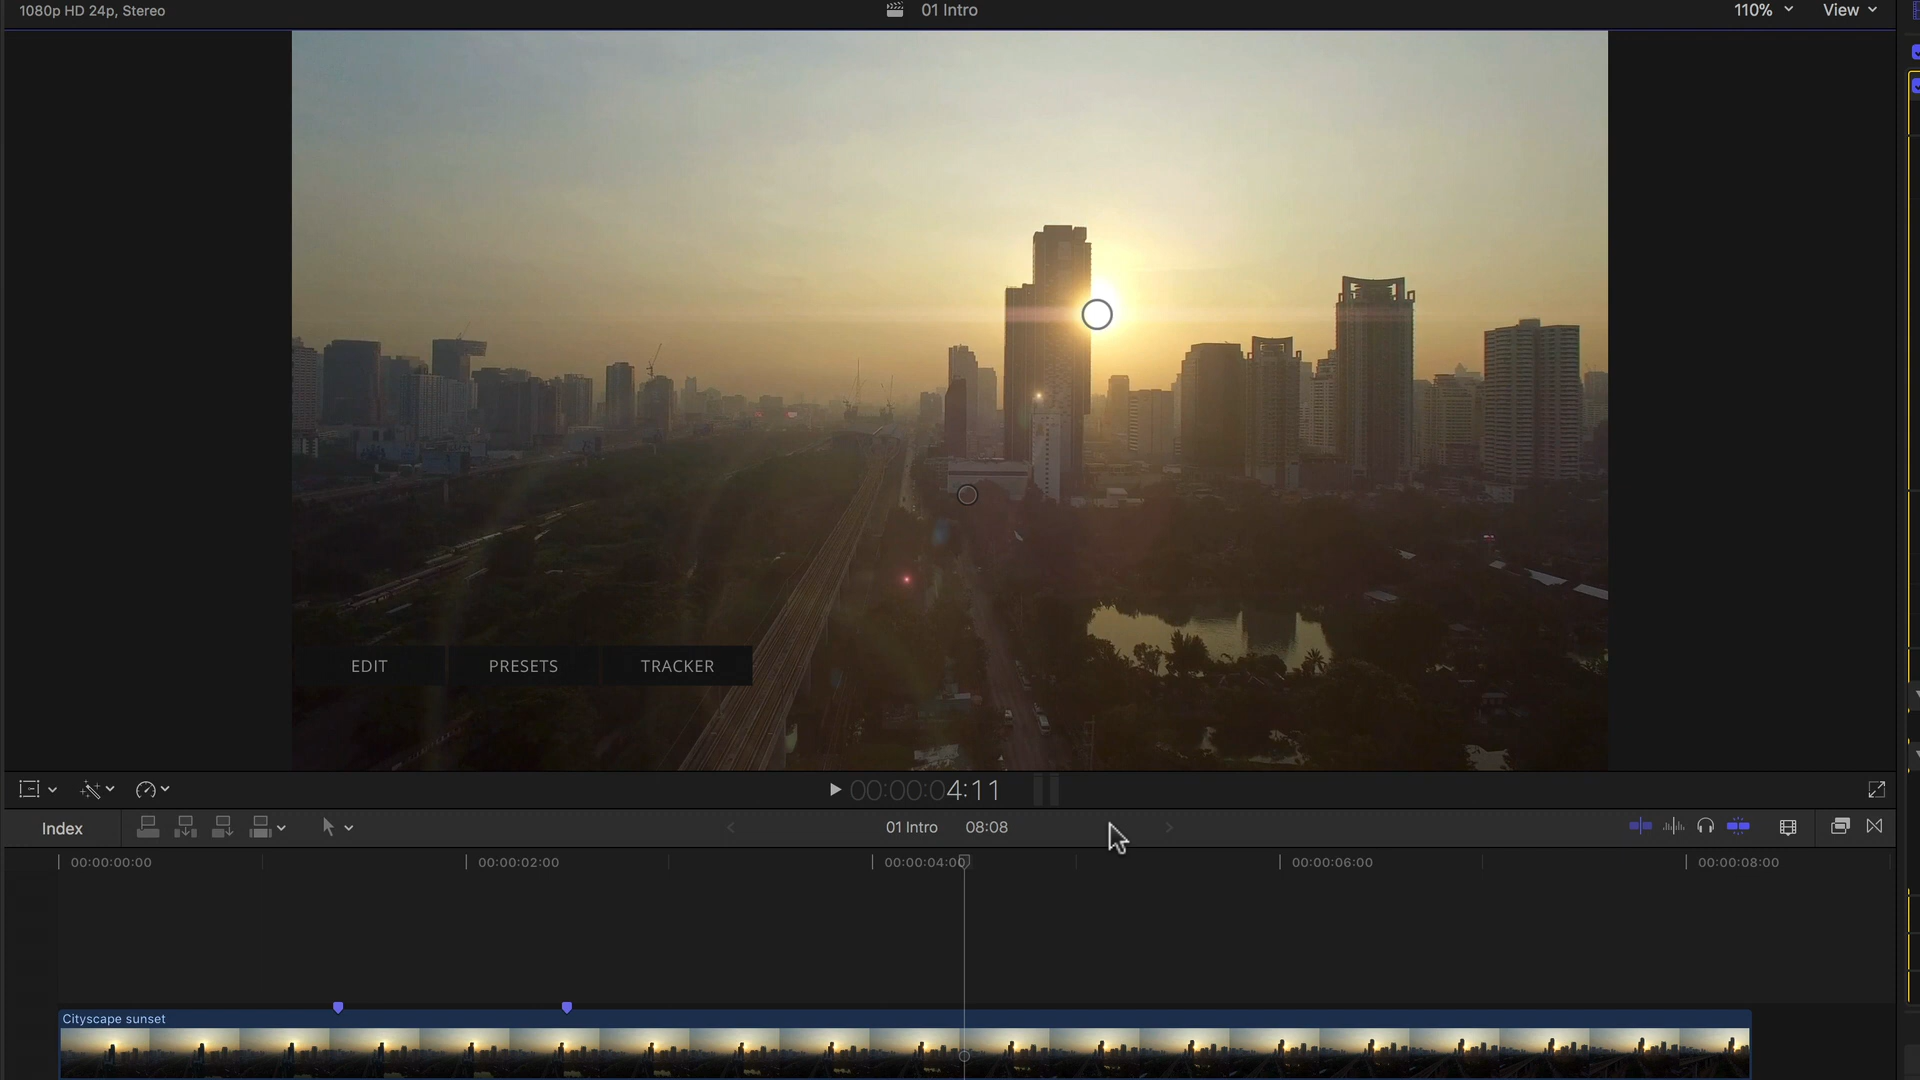 1080p HD 24p, Stereo
01 Intro
110%
View
EDIT
PRESETS
TRACKER
00:00:04:11
Index
01 Intro
08:08
00:00:00:00
00:00:02:00
00:00:04:00
00:00:06:00
00:00:08:00
Cityscape sunset